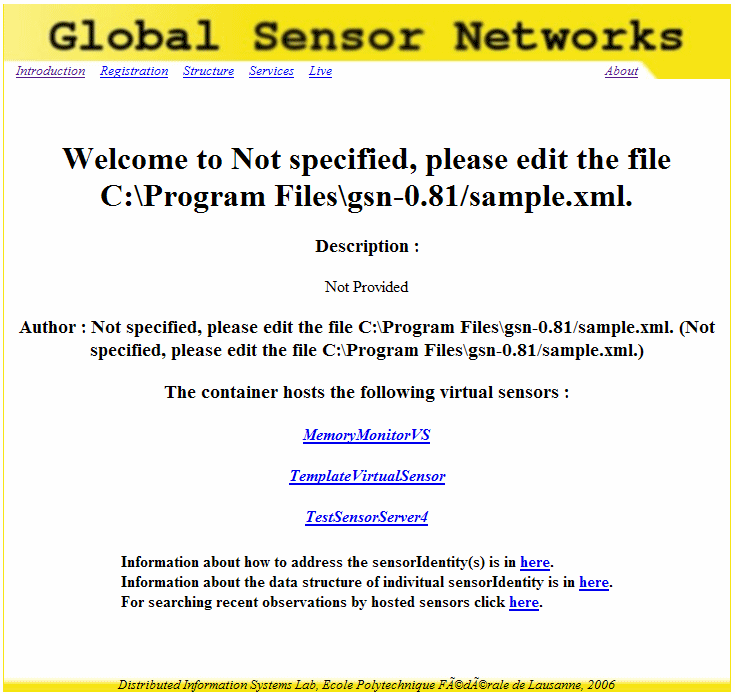 Global Sensor Networks
Introduction Registration Structure Services Live About
Welcome to Not specified, please edit the file
C:\Program Files\gsn-0.81/sample.xml.
Description :
Not Provided
Author : Not specified, please edit the file C:\Program Files\gsn-0.81/sample.xml. (Not
specified, please edit the file C:\Program Files\gsn-0.81/sample.xml.)
The container hosts the following virtual sensors :
MemoryMonitorVS
TemplateVirtualSensor
TestSensorServer4
Information about how to address the sensorIdentity(s) is in here.
Information about the data structure of indivitual sensorIdentity is in here.
For searching recent observations by hosted sensors click here.
Distributed Information Systems Lab, Ecole Polytechnique FÃ©dÃ©rale de Lausanne, 2006